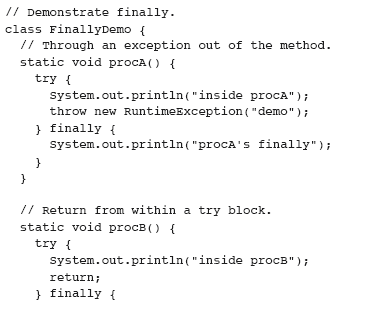 // Demonstrate finally.
class FinallyDemo {
  // Through an exception out of the method.
  static void procA() {
    try {
      System.out.println("inside procA");
      throw new RuntimeException("demo");
    } finally {
      System.out.println("procA's finally");
    }
  }

  // Return from within a try block.
  static void procB() {
    try {
      System.out.println("inside procB");
      return;
    } finally {